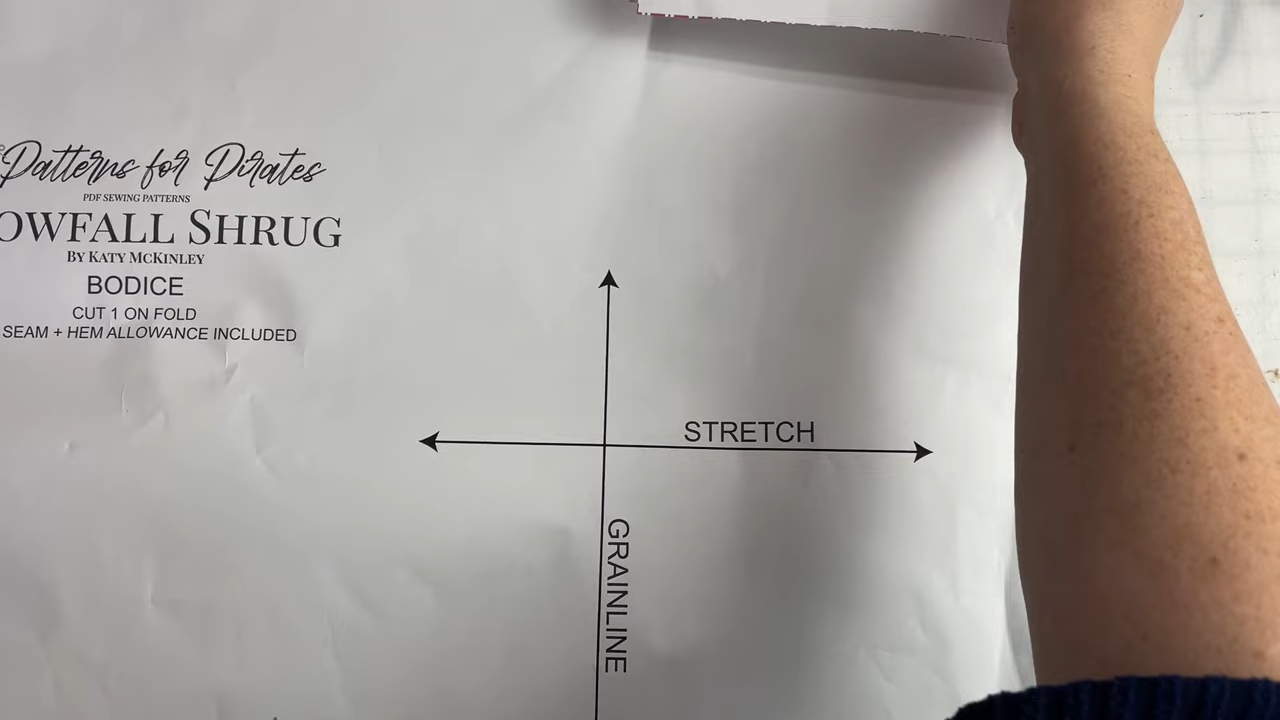 Patterns for Pirates
PDF SEWING PATTERNS
OWFALL SHRUG
BY KATY MCKINLEY
BODICE
CUT 1 ON FOLD
SEAM + HEM ALLOWANCE INCLUDED
STRETCH
GRAINLINE